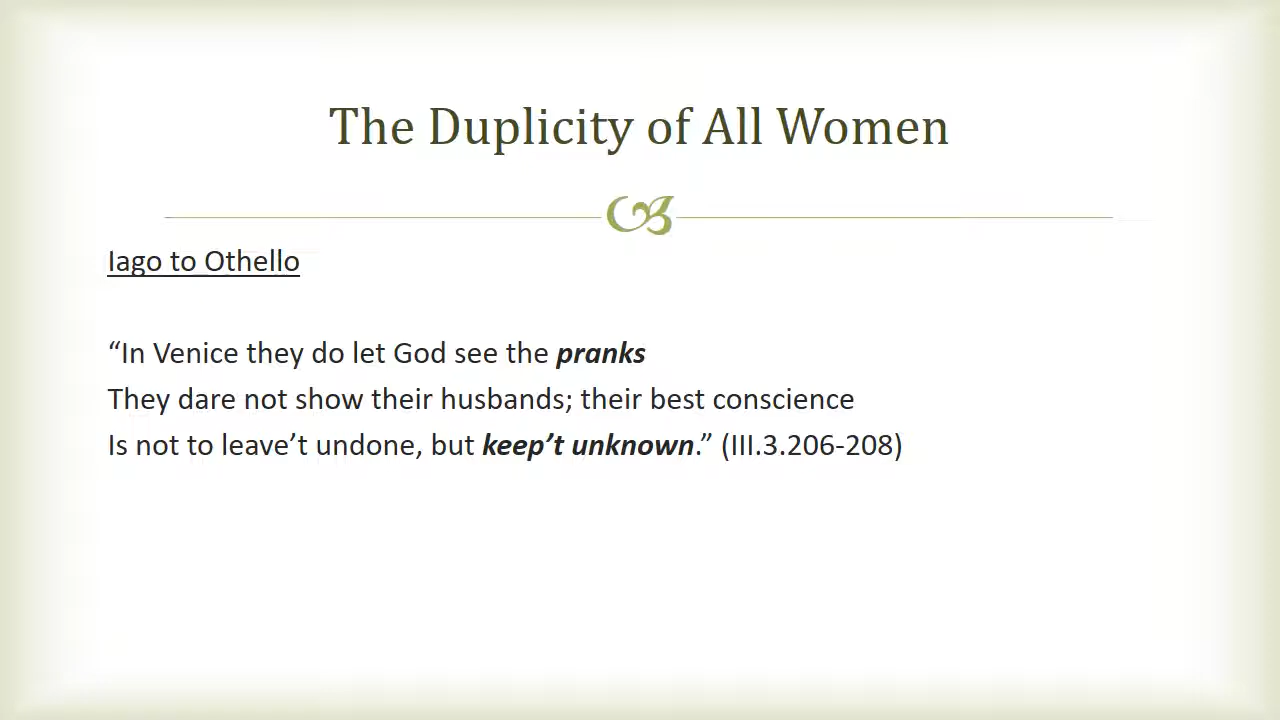 The Duplicity of All Women
Iago to Othello
“In Venice they do let God see the pranks
They dare not show their husbands; their best conscience
Is not to leave’t undone, but keep’t unknown.” (III.3.206-208)